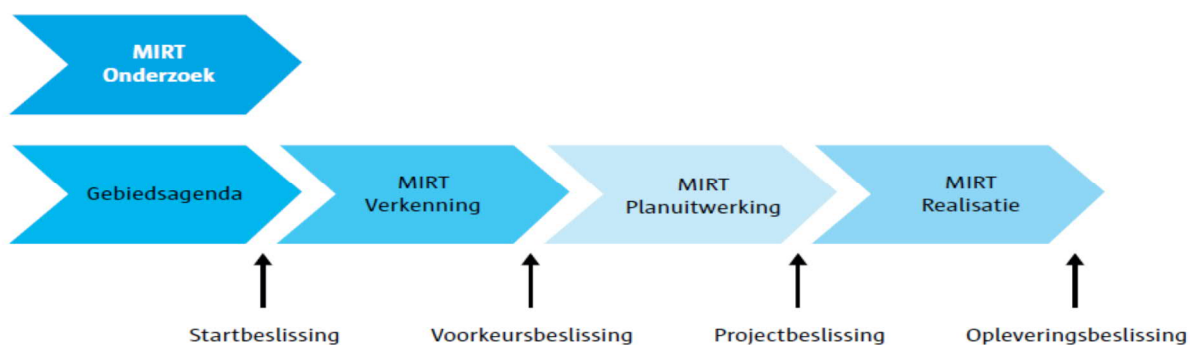 MIRT
Onderzoek
Gebiedsagenda
MIRT
Verkenning
MIRT
Planuitwerking
MIRT
Realisatie
Startbeslissing
Voorkeursbeslissing
Projectbeslissing
Opleveringsbeslissing